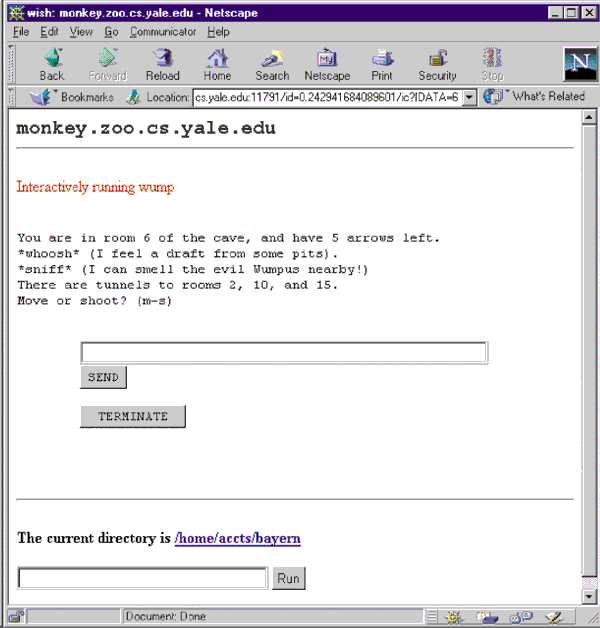 wish: monkey.zoo.cs.yale.edu - Netscape
File Edit View Go Communicator Help
Back Forward Reload Home Search Netscape Print Security Stop
My
N
Bookmarks Location: cs.yale.edu:11791/id=0.242941684089601/ic?IDATA=6 What's Related
monkey.zoo.cs.yale.edu
Interactively running wump
You are in room 6 of the cave, and have 5 arrows left.
*whoosh* (I feel a draft from some pits).
*sniff* (I can smell the evil Wumpus nearby!)
There are tunnels to rooms 2, 10, and 15.
Move or shoot? (m-s)
SEND
TERMINATE
The current directory is /home/accts/bayern
Run
Document: Done